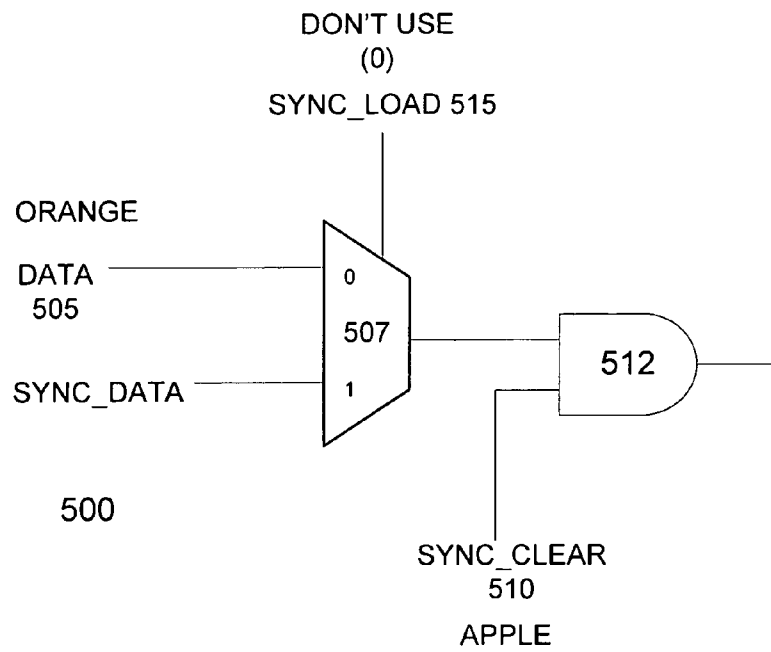 DON'T USE
(0)
SYNC_LOAD 515
ORANGE
DATA
505
0
507
SYNC_DATA
1
512
500
SYNC_CLEAR
510
APPLE